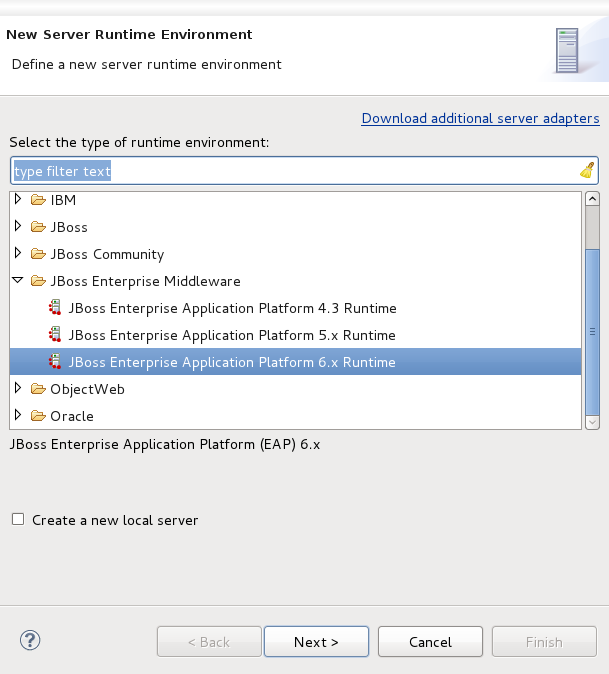 New Server Runtime Environment
Define a new server runtime environment
Download additional server adapters
Select the type of runtime environment:
type filter text
IBM
JBoss
JBoss Community
JBoss Enterprise Middleware
JBoss Enterprise Application Platform 4.3 Runtime
JBoss Enterprise Application Platform 5.x Runtime
JBoss Enterprise Application Platform 6.x Runtime
ObjectWeb
Oracle
JBoss Enterprise Application Platform (EAP) 6.x
Create a new local server
? < Back Next > Cancel Finish